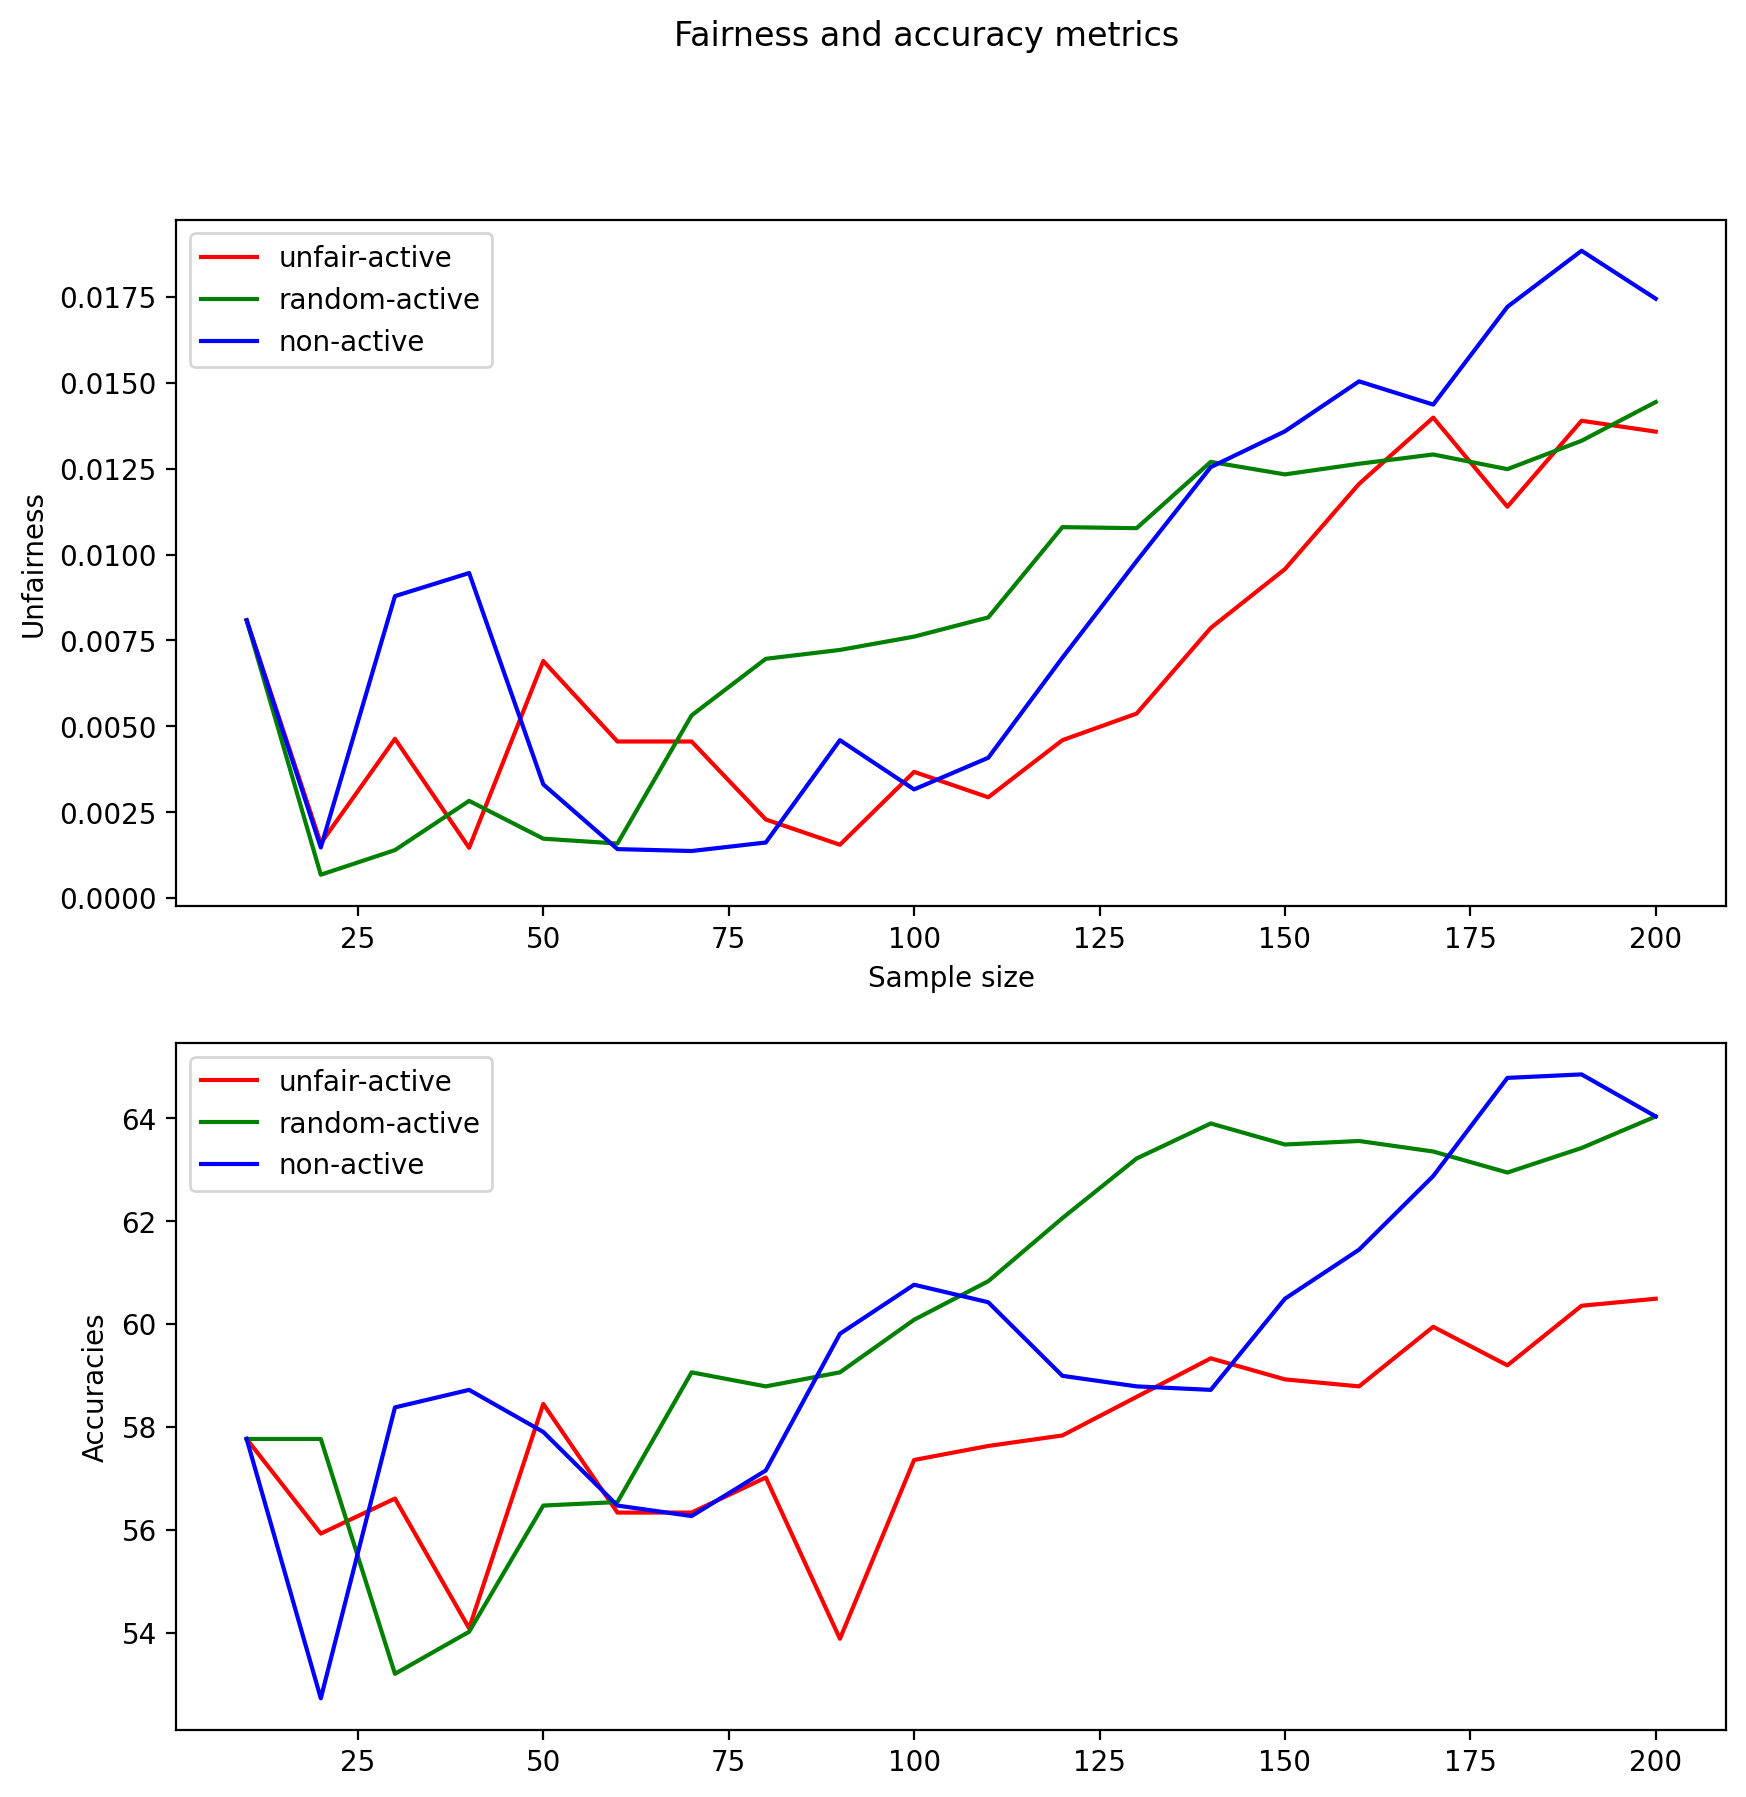 Fairness and accuracy metrics
unfair-active
random-active
non-active
0.0175
0.0150
0.0125
0.0100
0.0075
0.0050
0.0025
0.0000
Unfairness
25 50 75 100 125 150 175 200
Sample size
unfair-active
random-active
non-active
64
62
60
58
56
54
Accuracies
25 50 75 100 125 150 175 200